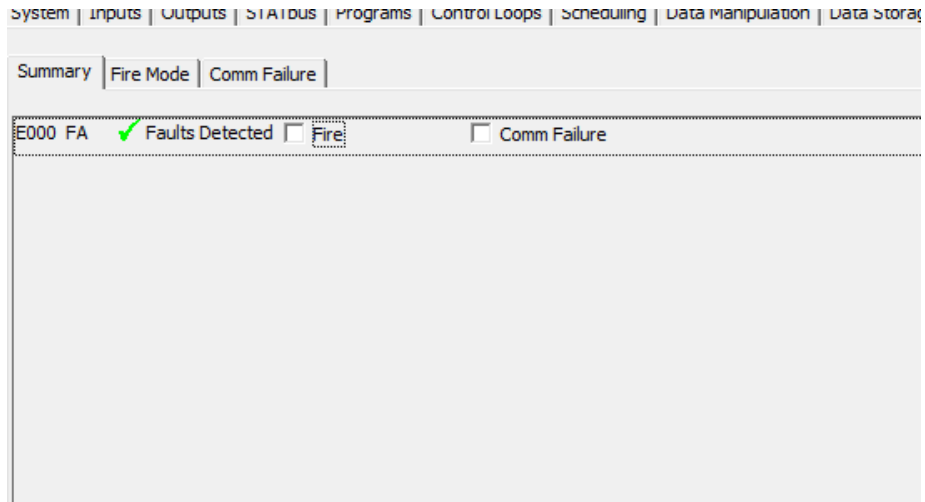 System | Inputs | Outputs | STATbus | Programs | Control Loops | Scheduling | Data Manipulation | Data Storag
Summary | Fire Mode | Comm Failure |
E000 FA ✓ Faults Detected Fire Comm Failure